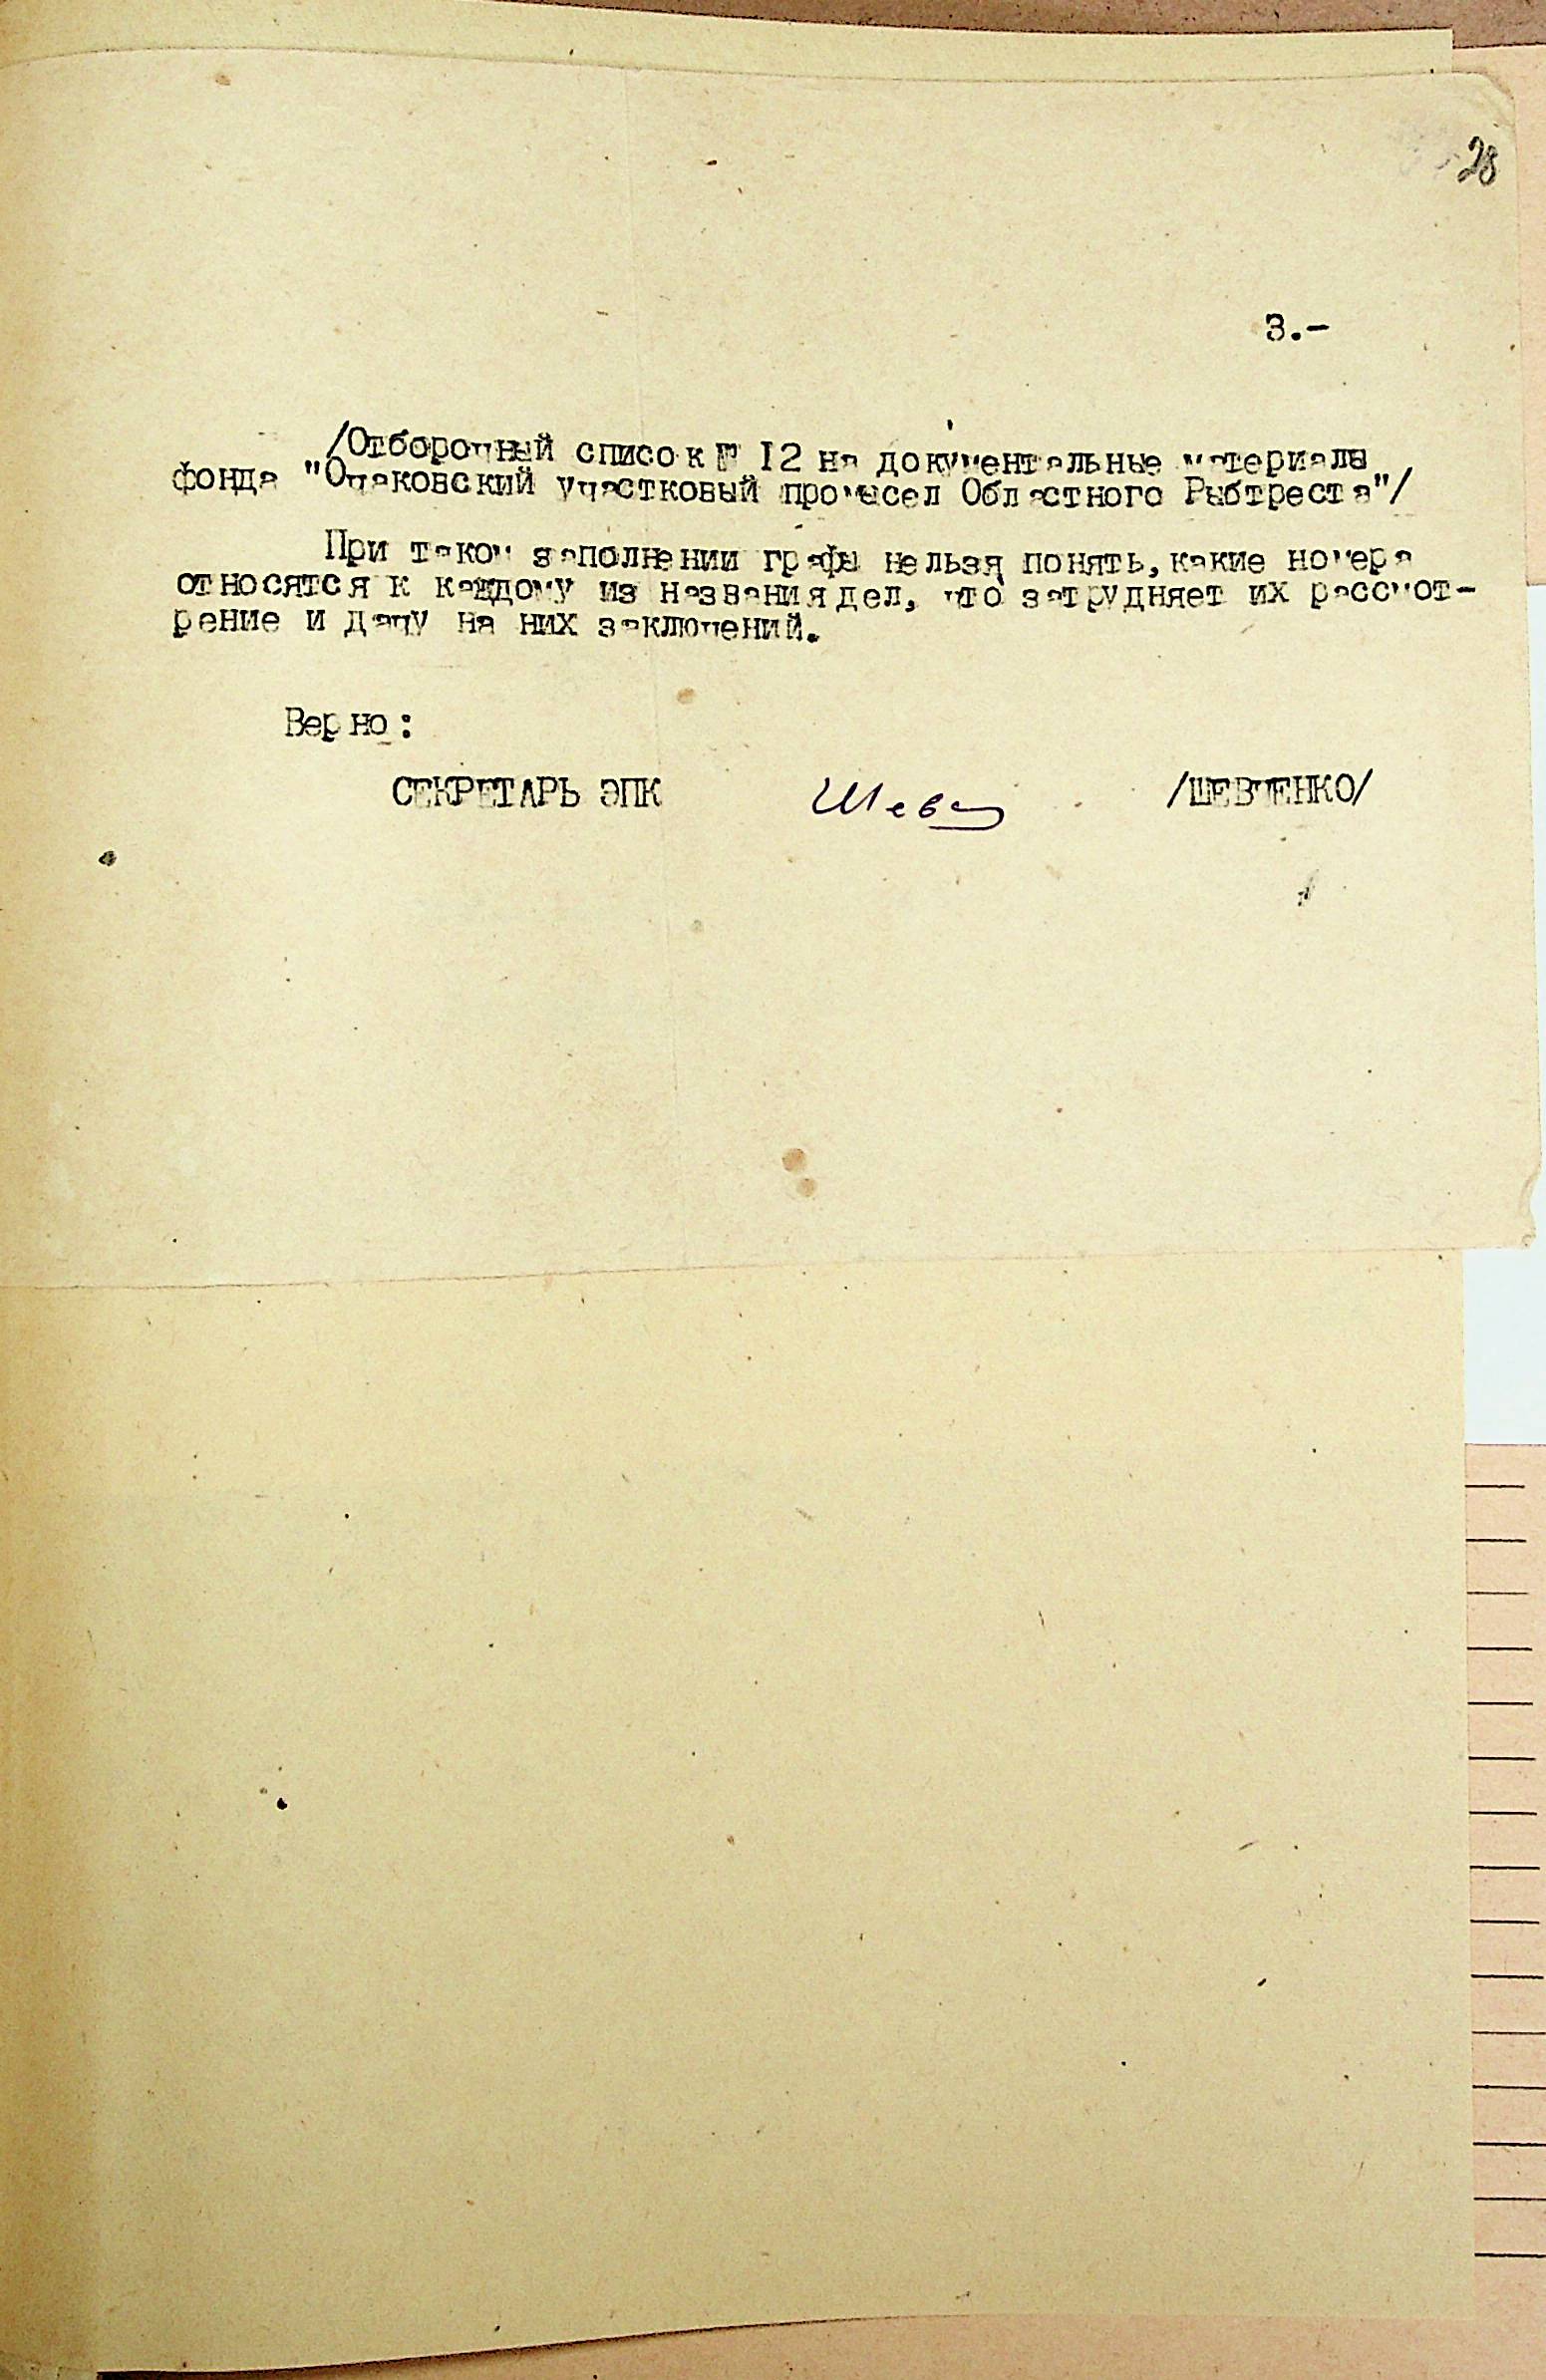 28
3.-
/Отборочный список № 12 на документальные материалы
фонда "Очаковский участковый промысел Областного Рыбтреста"/
При таком заполнении графы нельзя понять, какие номера
относятся к каждому из названия дел, что затрудняет их рассмот-
рение и дачу на них заключений.
Верно:
СЕКРЕТАРЬ ЭПК Шев /ШЕВЧЕНКО/